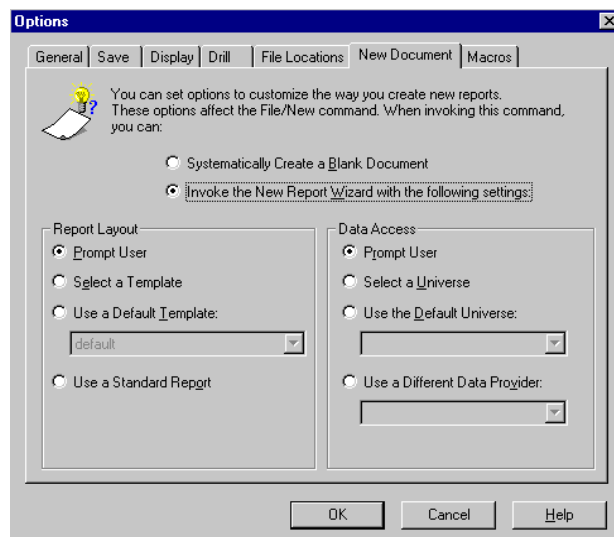 Options
General Save Display Drill File Locations New Document Macros
You can set options to customize the way you create new reports.
These options affect the File/New command. When invoking this command,
you can:
Systematically Create a Blank Document
Invoke the New Report Wizard with the following settings:
Report Layout
Prompt User
Select a Template
Use a Default Template:
default
Use a Standard Report
Data Access
Prompt User
Select a Universe
Use the Default Universe:
Use a Different Data Provider:
OK Cancel Help